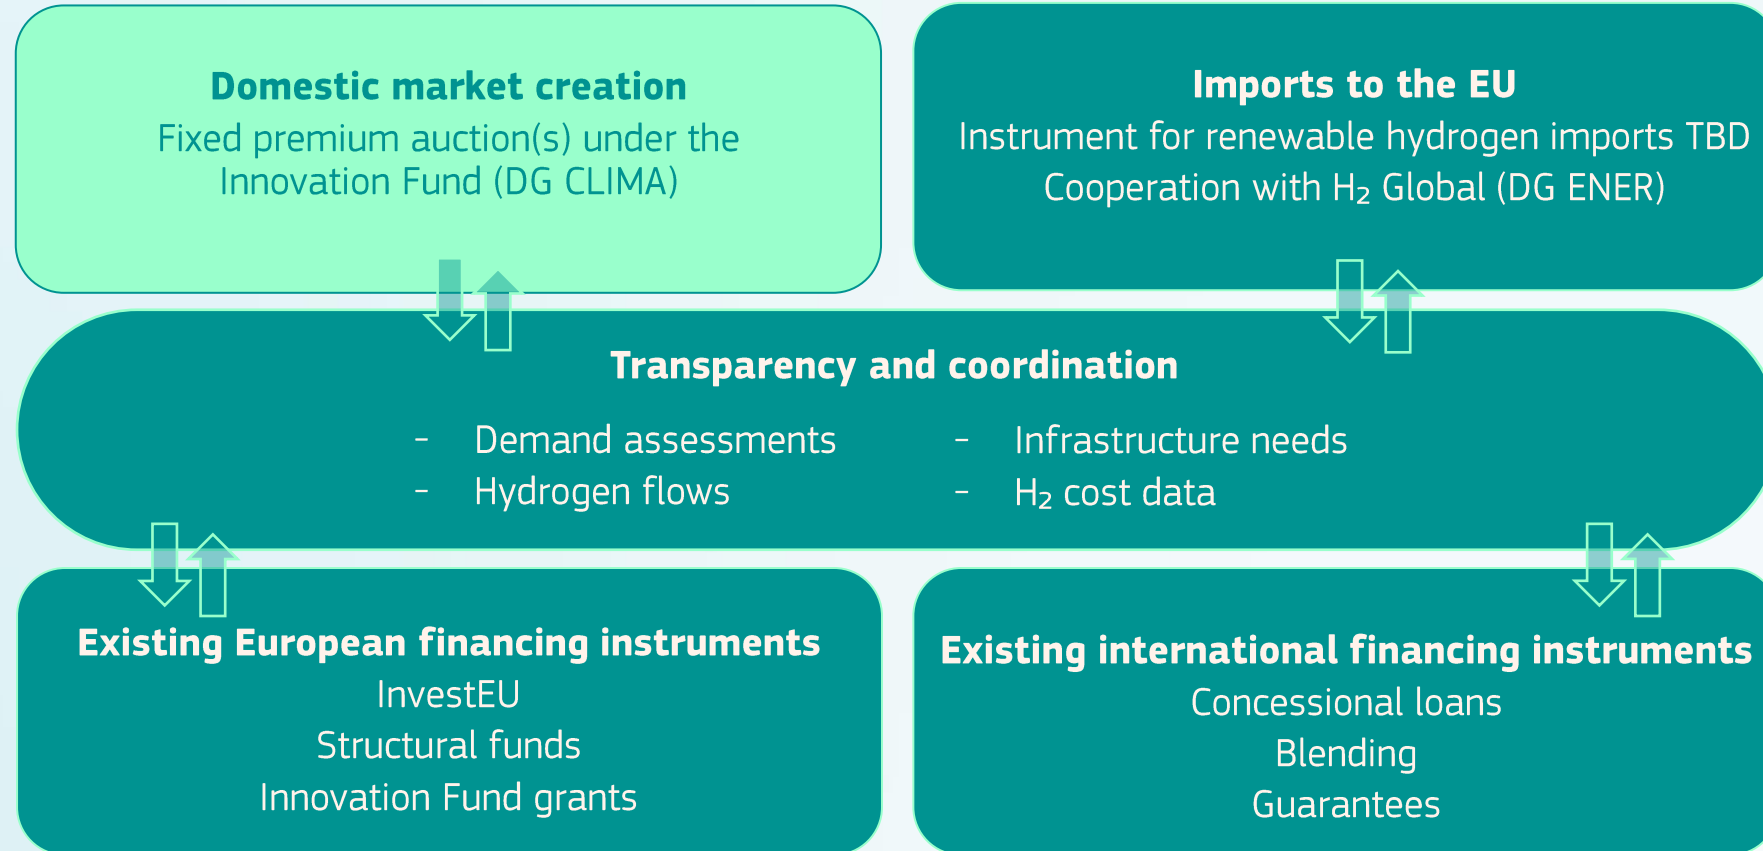 Domestic market creation
Fixed premium auction(s) under the
Innovation Fund (DG CLIMA)
Imports to the EU
Instrument for renewable hydrogen imports TBD
Cooperation with H₂ Global (DG ENER)
Transparency and coordination
- Demand assessments
- Hydrogen flows
- Infrastructure needs
- H₂ cost data
Existing European financing instruments
InvestEU
Structural funds
Innovation Fund grants
Existing international financing instruments
Concessional loans
Blending
Guarantees